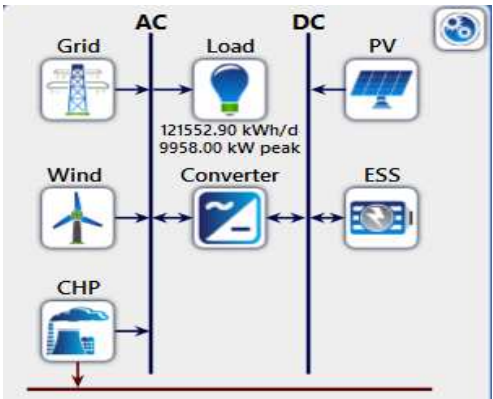 AC DC
Grid Load PV
121552.90 kWh/d
9958.00 kW peak
Wind Converter ESS
CHP